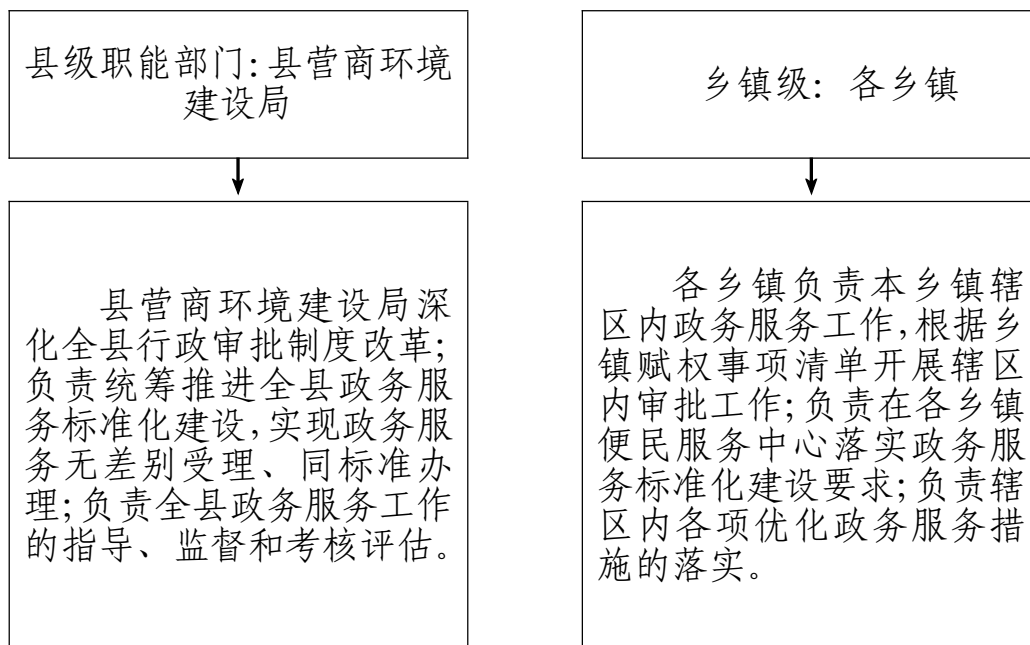 县级职能部门:县营商环境
建设局
乡镇级:各乡镇
县营商环境建设局深
化全县行政审批制度改革;
负责统筹推进全县政务服
务标准化建设,实现政务服
务无差别受理、同标准办
理;负责全县政务服务工作
的指导、监督和考核评估。
各乡镇负责本乡镇辖
区内政务服务工作,根据乡
镇赋权事项清单开展辖区
内审批工作;负责在各乡镇
便民服务中心落实政务服
务标准化建设要求;负责辖
区内各项优化政务服务措
施的落实。